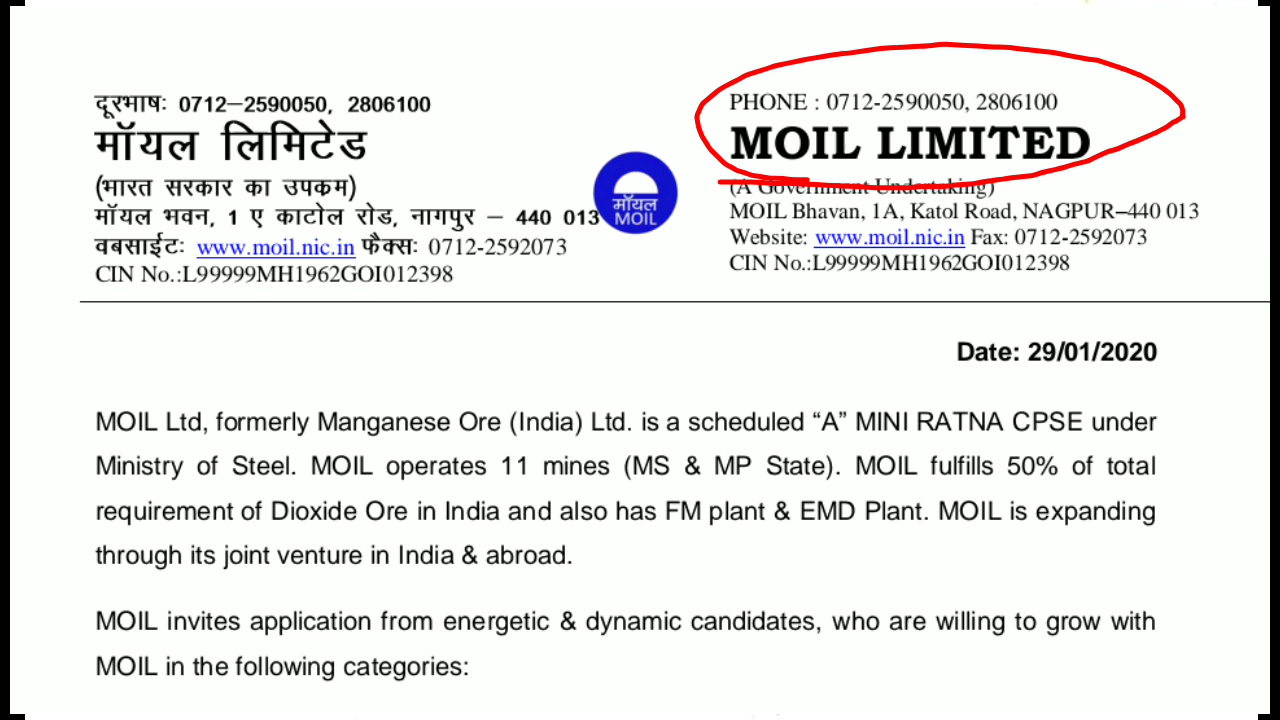 दूरभाषः 0712–2590050, 2806100
मॉयल लिमिटेड
(भारत सरकार का उपकम)
मॉयल भवन, 1 ए काटोल रोड, नागपुर – 440 013
वबसाईटः www.moil.nic.in फैक्सः 0712-2592073
CIN No.:L99999MH1962GOI012398
मॉयल
MOIL
PHONE : 0712-2590050, 2806100
MOIL LIMITED
(A Government Undertaking)
MOIL Bhavan, 1A, Katol Road, NAGPUR–440 013
Website: www.moil.nic.in Fax: 0712-2592073
CIN No.:L99999MH1962GOI012398
Date: 29/01/2020
MOIL Ltd, formerly Manganese Ore (India) Ltd. is a scheduled “A” MINI RATNA CPSE under
Ministry of Steel. MOIL operates 11 mines (MS & MP State). MOIL fulfills 50% of total
requirement of Dioxide Ore in India and also has FM plant & EMD Plant. MOIL is expanding
through its joint venture in India & abroad.
MOIL invites application from energetic & dynamic candidates, who are willing to grow with
MOIL in the following categories: